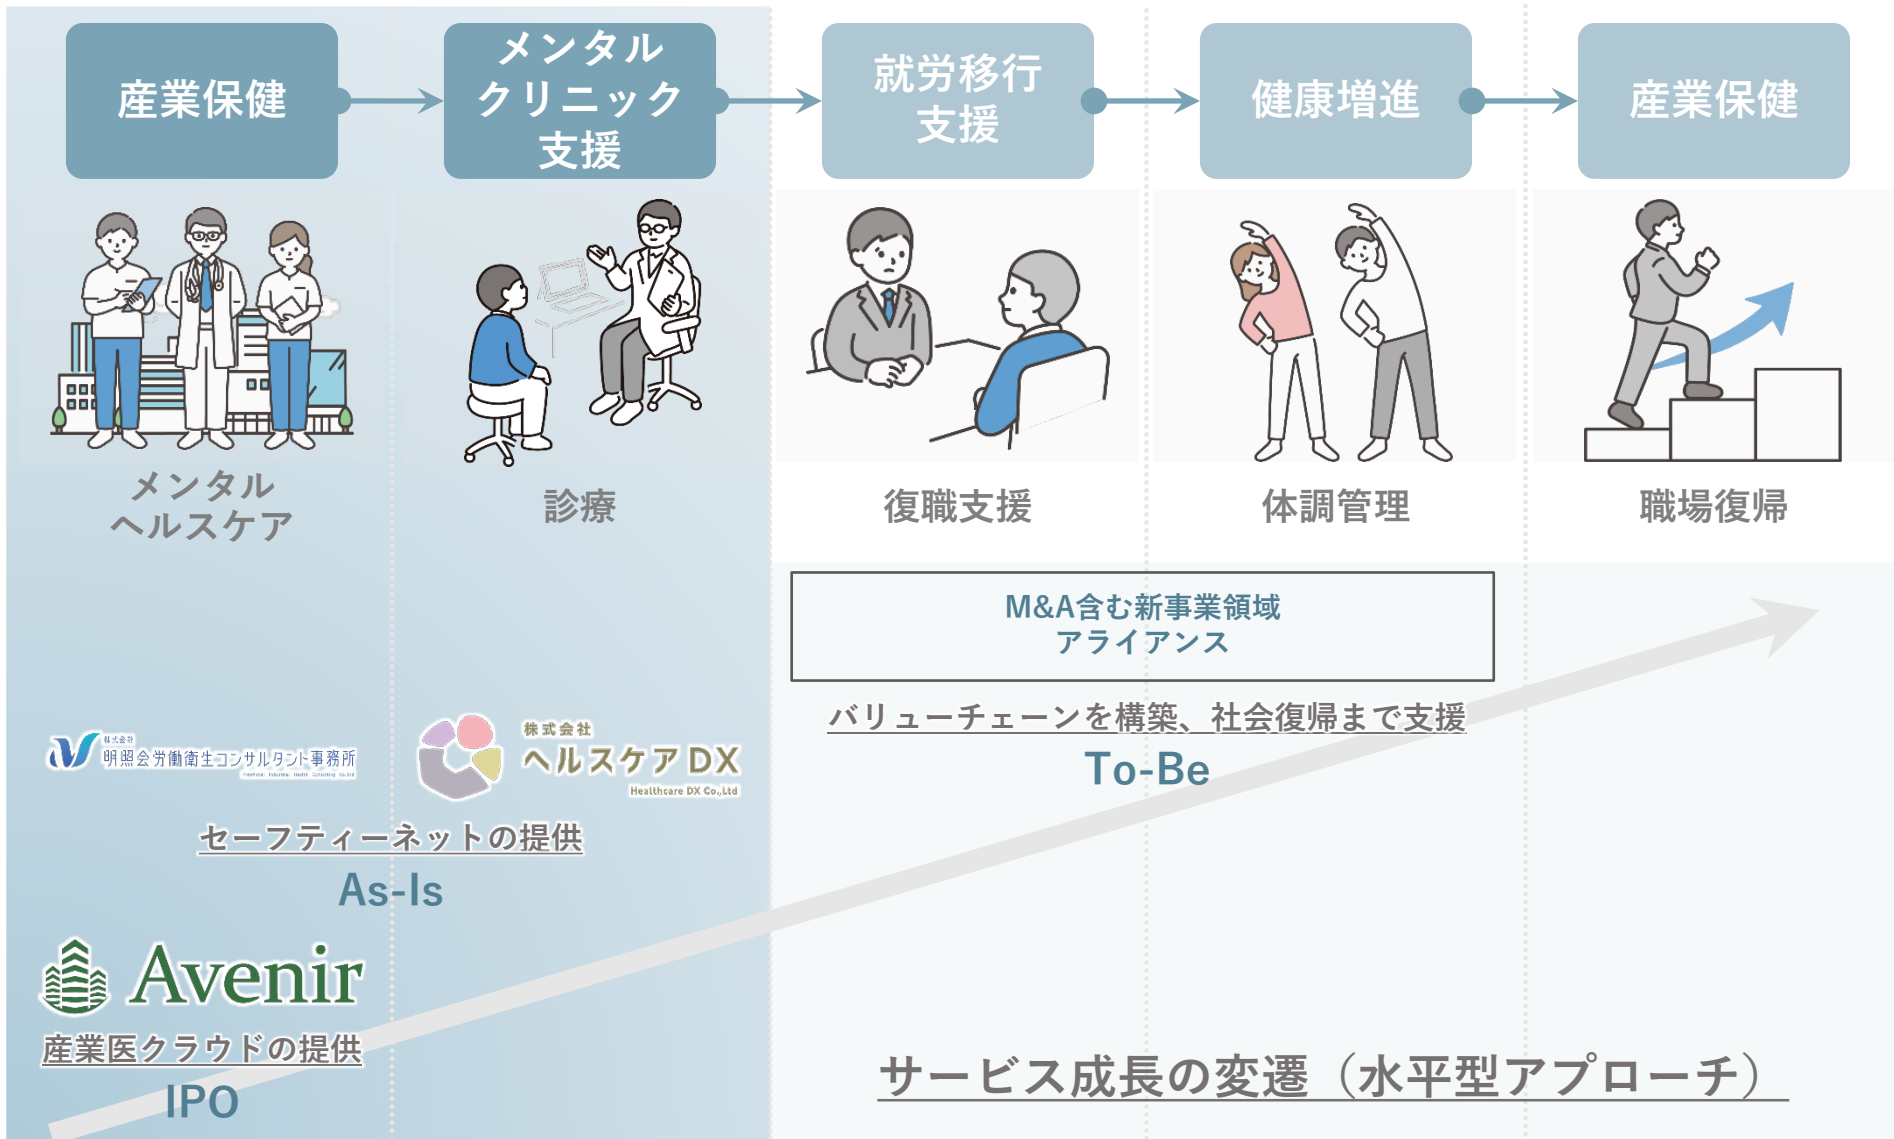 産業保健
メンタル
クリニック
支援
就労移行
支援
健康増進
産業保健
メンタル
ヘルスケア
診療
復職支援
体調管理
職場復帰
M&A含む新事業領域
アライアンス
バリューチェーンを構築、社会復帰まで支援
To-Be
株式会社
明照会労働衛生コンサルタント事務所
株式会社
ヘルスケアDX
Healthcare DX Co.,Ltd
セーフティーネットの提供
As-Is
Avenir
産業医クラウドの提供
IPO
サービス成長の変遷（水平型アプローチ）